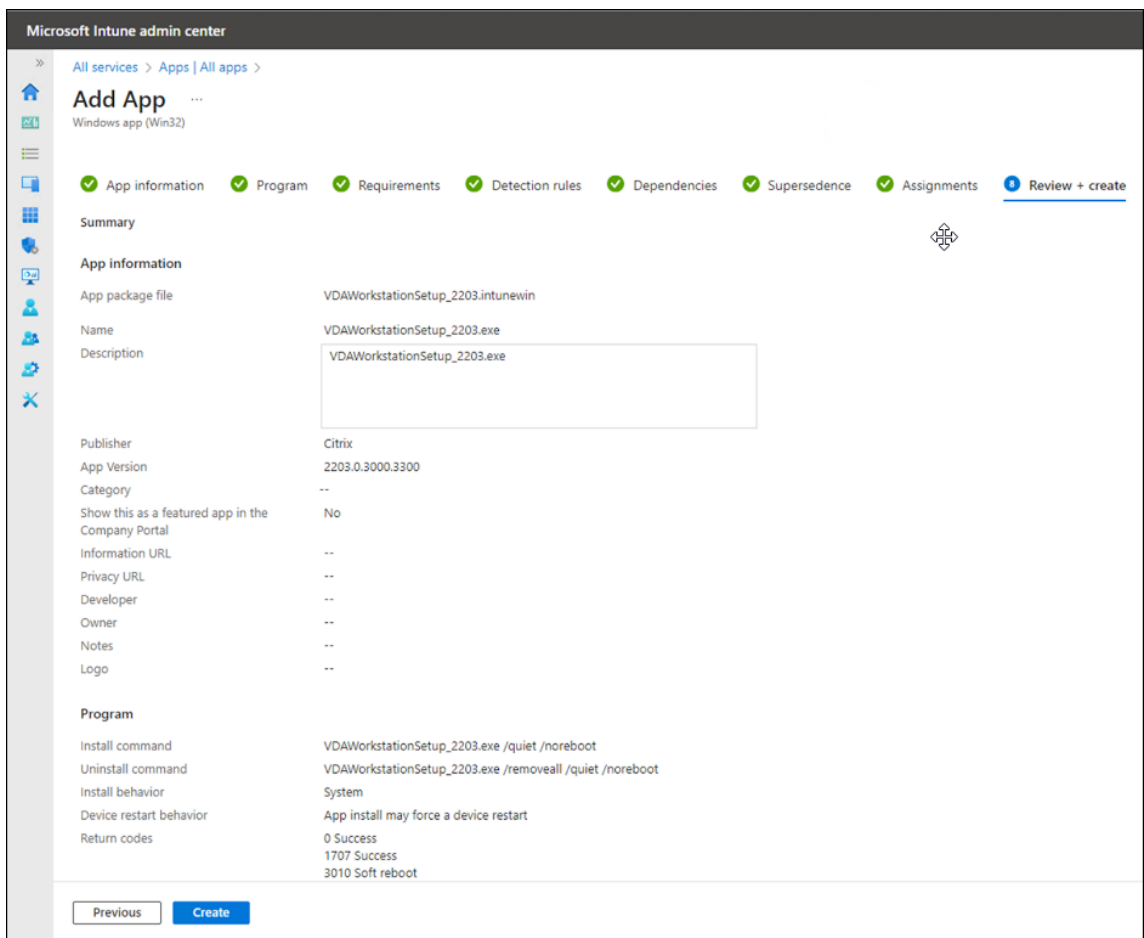 Microsoft Intune admin center
»
All services > Apps | All apps >
Add App ...
Windows app (Win32)
App information Program Requirements Detection rules Dependencies Supersedence Assignments 8 Review + create
Summary
App information
App package file VDAWorkstationSetup_2203.intunewin
Name VDAWorkstationSetup_2203.exe
Description VDAWorkstationSetup_2203.exe
Publisher Citrix
App Version 2203.0.3000.3300
Category --
Show this as a featured app in the No
Company Portal
Information URL --
Privacy URL --
Developer --
Owner --
Notes --
Logo --
Program
Install command VDAWorkstationSetup_2203.exe /quiet /noreboot
Uninstall command VDAWorkstationSetup_2203.exe /removeall /quiet /noreboot
Install behavior System
Device restart behavior App install may force a device restart
Return codes 0 Success
1707 Success
3010 Soft reboot
Previous Create